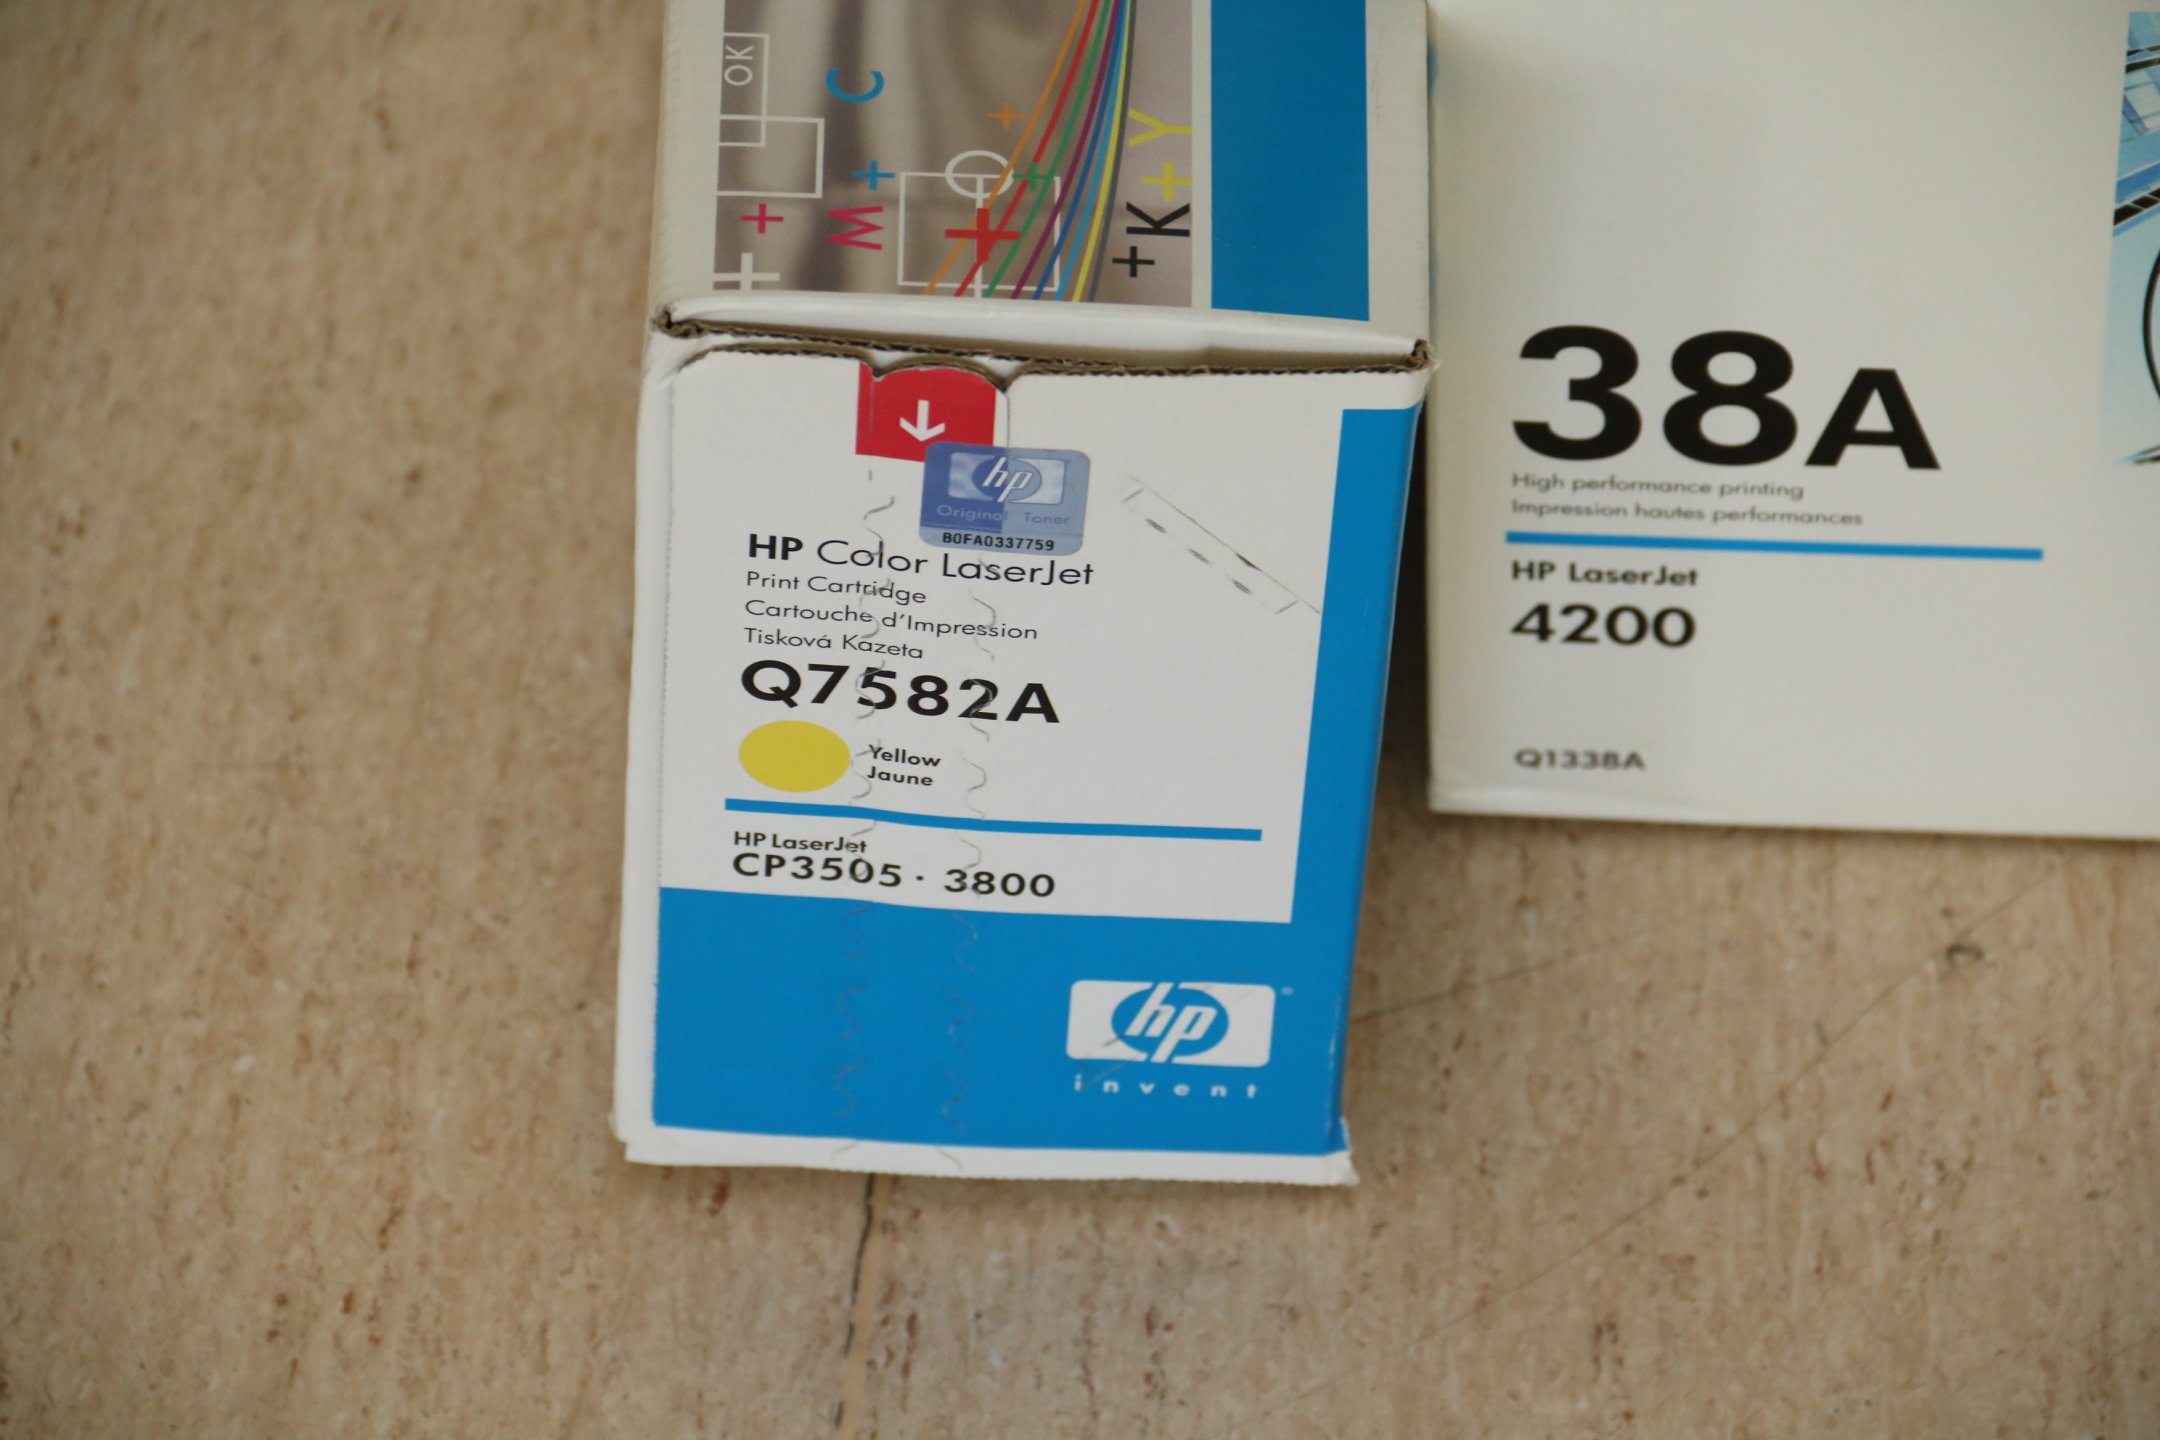 OK
C
M +
+
+K+Y
hp
Original Toner
B0FA0337759
HP Color LaserJet
Print Cartridge
Cartouche d'Impression
Tisková Kazeta
Q7582A
Yellow
Jaune
HP LaserJet
CP3505 · 3800
hp
invent
38A
High performance printing
Impression hautes performances
HP LaserJet
4200
Q1338A